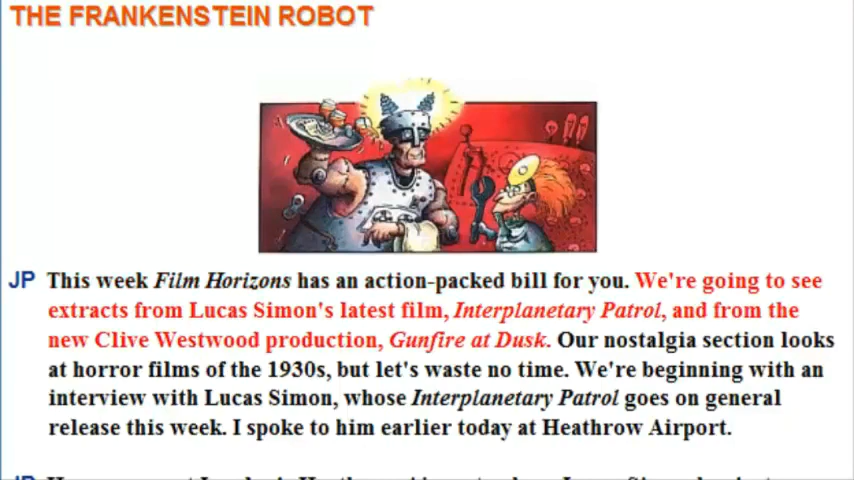 THE FRANKENSTEIN ROBOT
JP This week Film Horizons has an action-packed bill for you. We're going to see
extracts from Lucas Simon's latest film, Interplanetary Patrol, and from the
new Clive Westwood production, Gunfire at Dusk. Our nostalgia section looks
at horror films of the 1930s, but let's waste no time. We're beginning with an
interview with Lucas Simon, whose Interplanetary Patrol goes on general
release this week. I spoke to him earlier today at Heathrow Airport.
JP